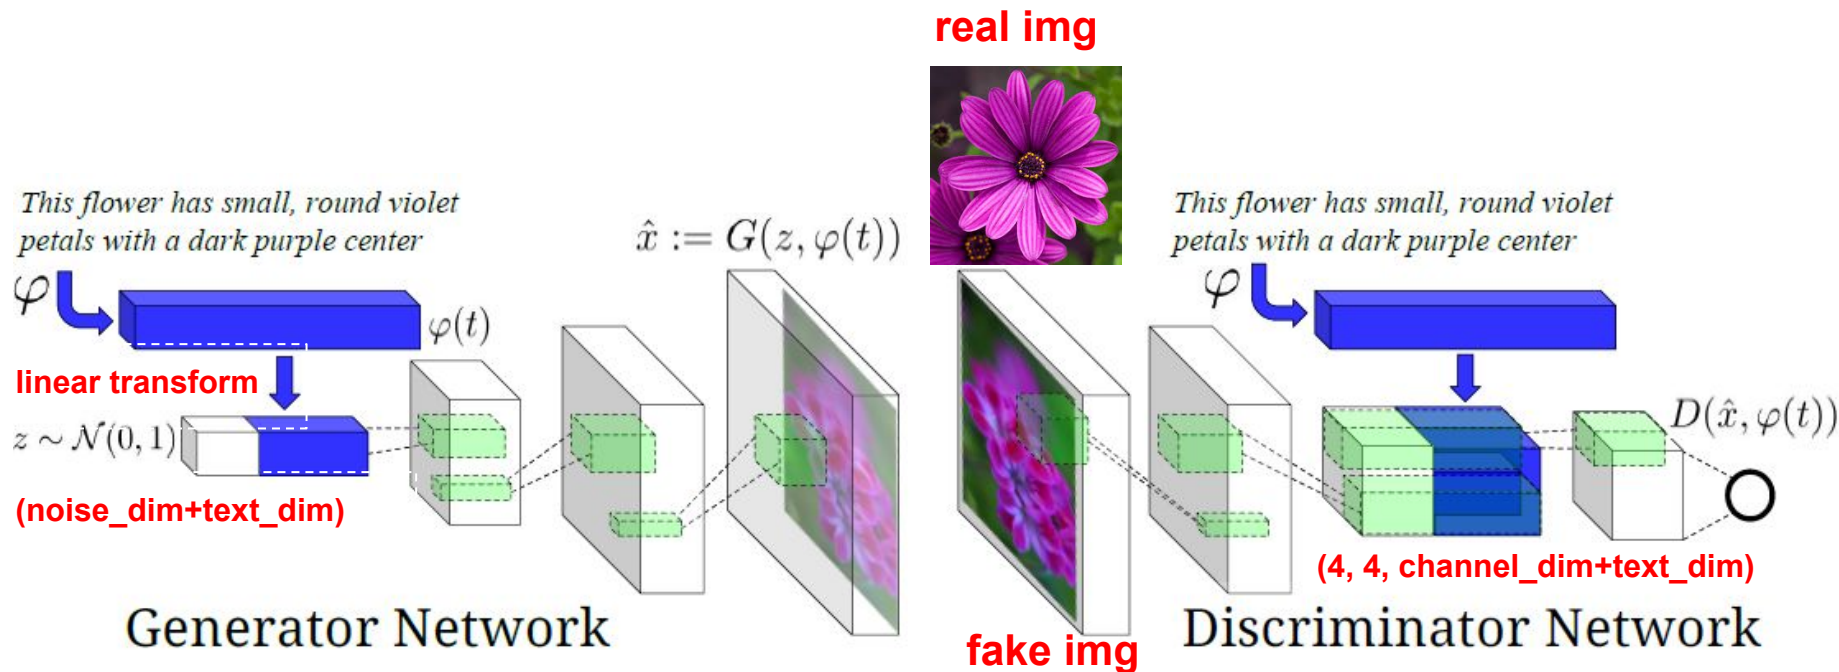 real img
This flower has small, round violet
petals with a dark purple center
φ
φ(t)
linear transform
z ∼ 𝒩(0, 1)
(noise_dim+text_dim)
x̂ := G(z, φ(t))
Generator Network
fake img
This flower has small, round violet
petals with a dark purple center
φ
D(x̂, φ(t))
(4, 4, channel_dim+text_dim)
Discriminator Network